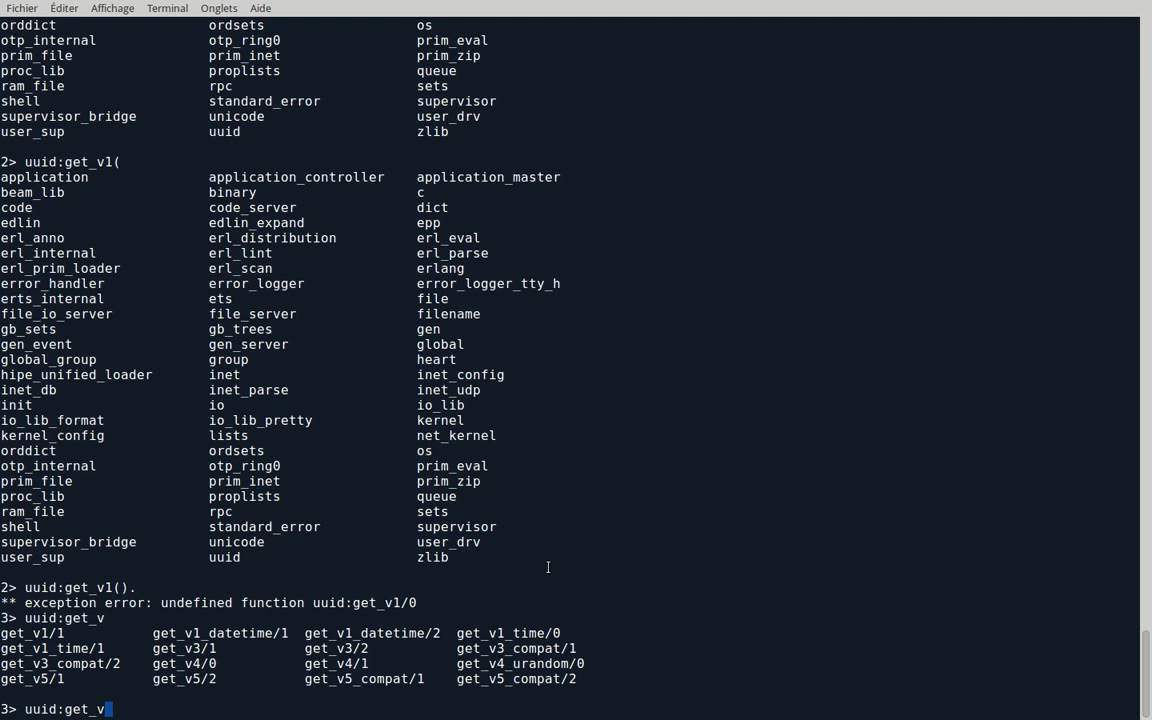 Fichier Éditer Affichage Terminal Onglets Aide
orddict ordsets os
otp_internal otp_ring0 prim_eval
prim_file prim_inet prim_zip
proc_lib proplists queue
ram_file rpc sets
shell standard_error supervisor
supervisor_bridge unicode user_drv
user_sup uuid zlib
2> uuid:get_v1(
application application_controller application_master
beam_lib binary c
code code_server dict
edlin edlin_expand epp
erl_anno erl_distribution erl_eval
erl_internal erl_lint erl_parse
erl_prim_loader erl_scan erlang
error_handler error_logger error_logger_tty_h
erts_internal ets file
file_io_server file_server filename
gb_sets gb_trees gen
gen_event gen_server global
global_group group heart
hipe_unified_loader inet inet_config
inet_db inet_parse inet_udp
init io io_lib
io_lib_format io_lib_pretty kernel
kernel_config lists net_kernel
orddict ordsets os
otp_internal otp_ring0 prim_eval
prim_file prim_inet prim_zip
proc_lib proplists queue
ram_file rpc sets
shell standard_error supervisor
supervisor_bridge unicode user_drv
user_sup uuid zlib
2> uuid:get_v1().
** exception error: undefined function uuid:get_v1/0
3> uuid:get_v
get_v1/1 get_v1_datetime/1 get_v1_datetime/2 get_v1_time/0
get_v1_time/1 get_v3/1 get_v3/2 get_v3_compat/1
get_v3_compat/2 get_v4/0 get_v4/1 get_v4_urandom/0
get_v5/1 get_v5/2 get_v5_compat/1 get_v5_compat/2
3> uuid:get_v